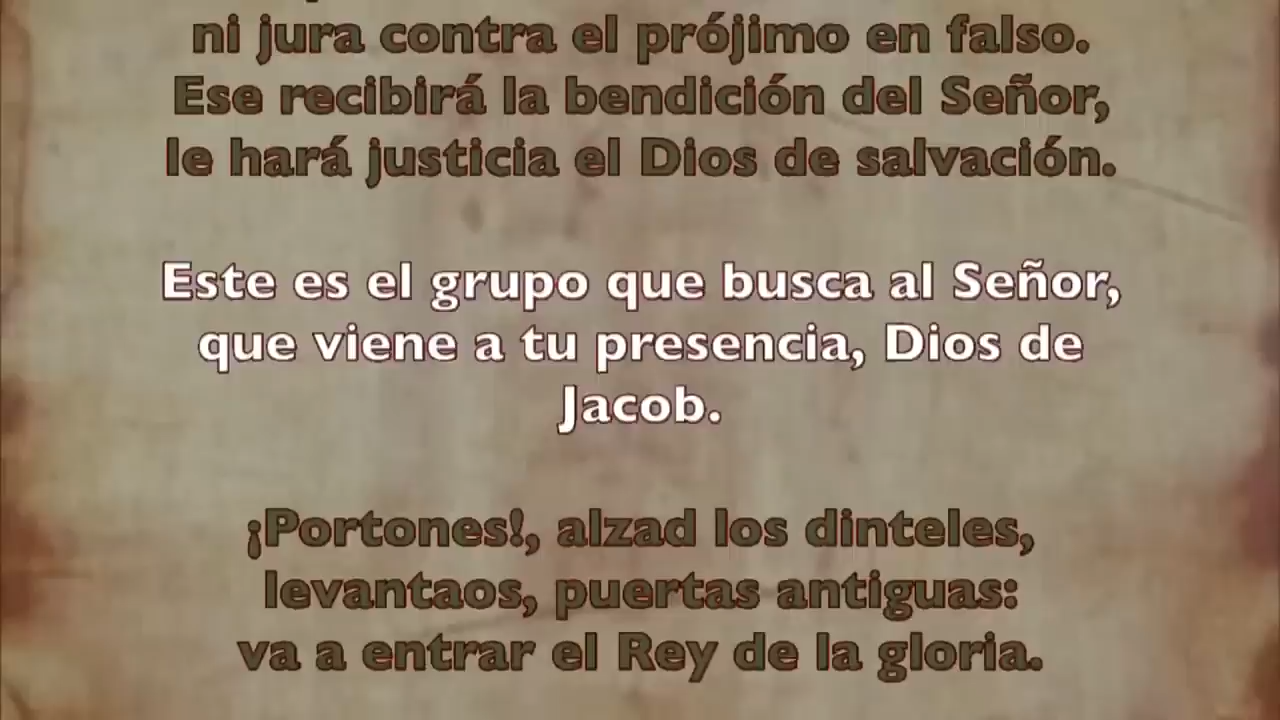 ni jura contra el prójimo en falso.
Ese recibirá la bendición del Señor,
le hará justicia el Dios de salvación.
Este es el grupo que busca al Señor,
que viene a tu presencia, Dios de
Jacob.
¡Portones!, alzad los dinteles,
levantaos, puertas antiguas:
va a entrar el Rey de la gloria.